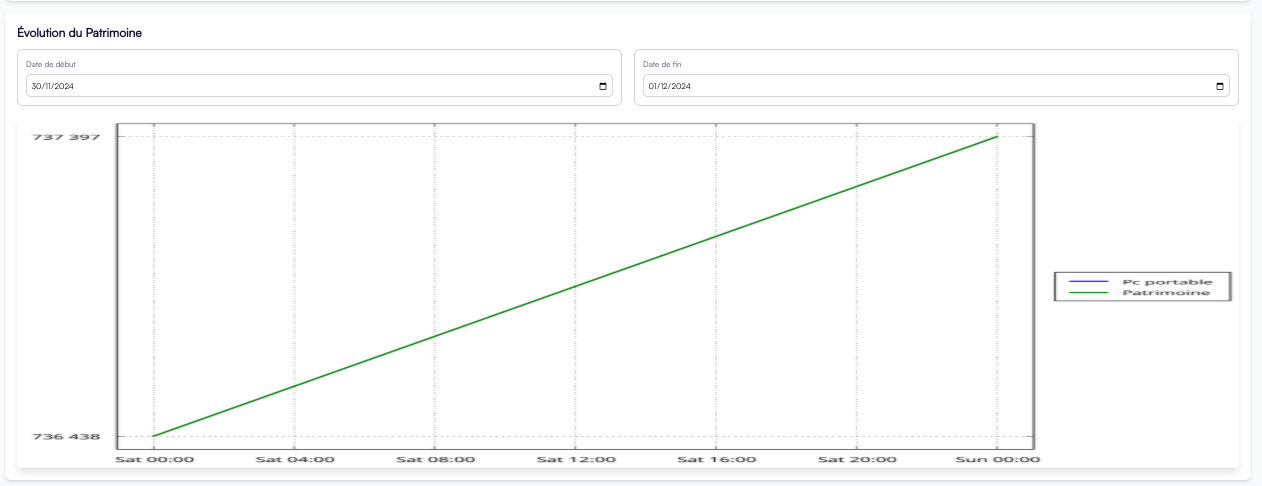 Évolution du Patrimoine
Date de début
30/11/2024
Date de fin
01/12/2024
737 397
736 438
Sat 00:00
Sat 04:00
Sat 08:00
Sat 12:00
Sat 16:00
Sat 20:00
Sun 00:00
Pc portable
Patrimoine